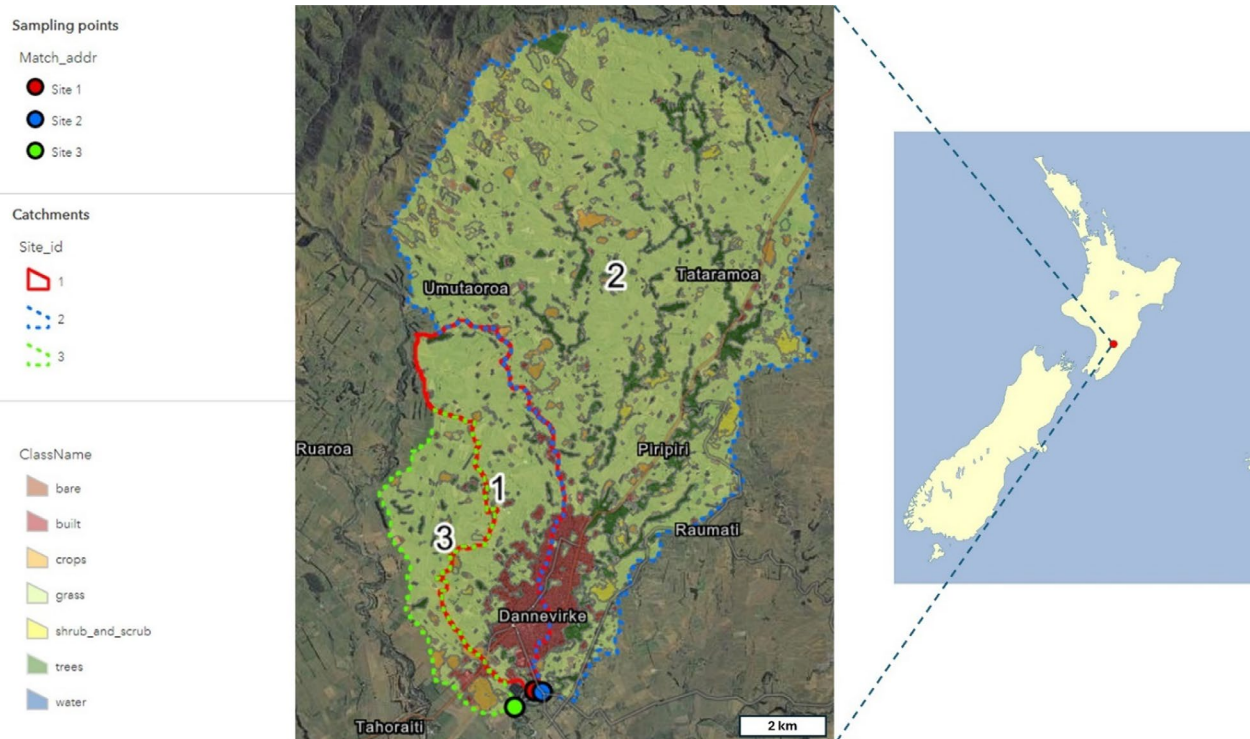 Sampling points
Match_addr
Site 1
Site 2
Site 3
Catchments
Site_id
1
2
3
ClassName
bare
built
crops
grass
shrub_and_scrub
trees
water
2
Tataramoa
Umutaoroa
Ruaroa
Piripiri
1
3
Raumati
Dannevirke
Tahoraiti
2 km